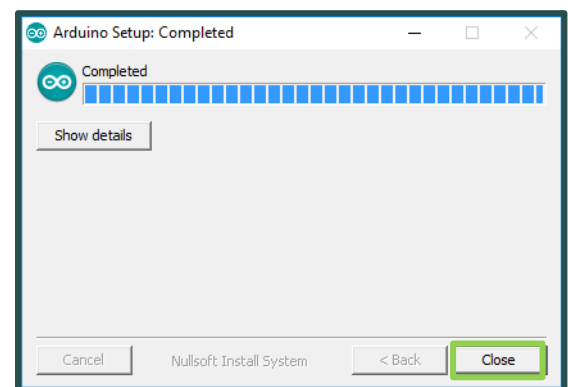 Arduino Setup: Completed
Completed
Show details
Cancel Nullsoft Install System < Back Close